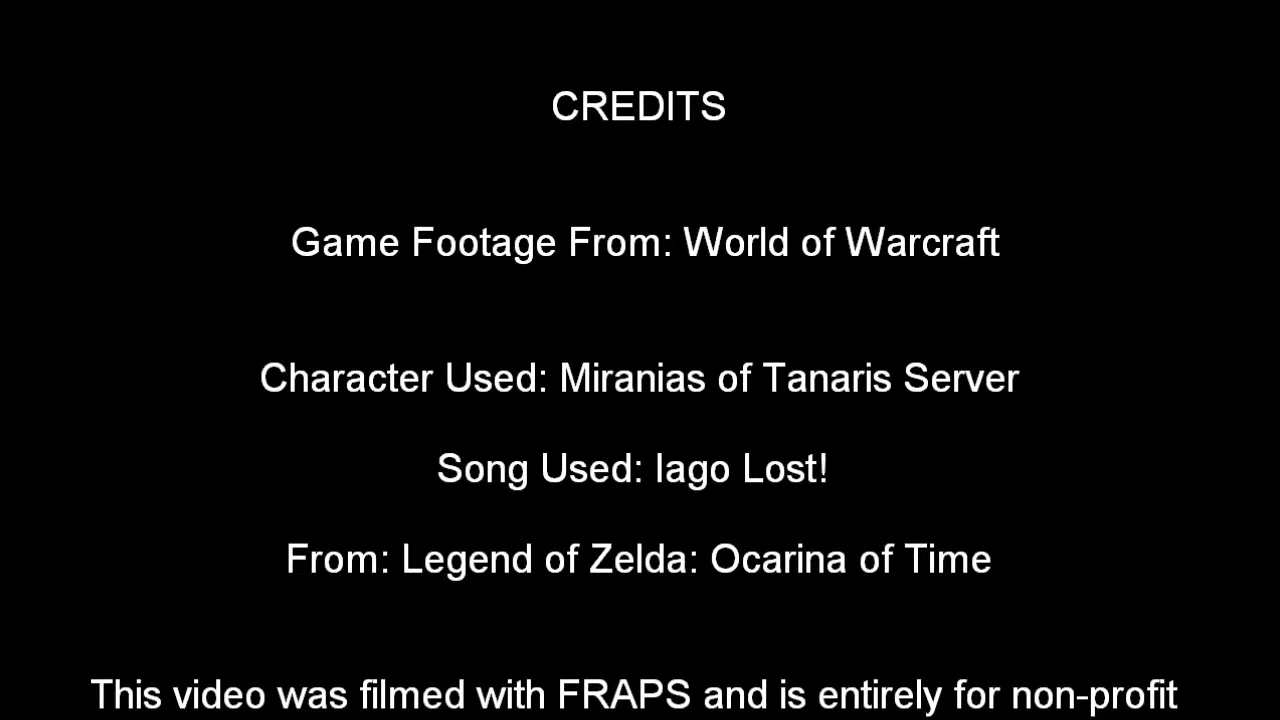 CREDITS
Game Footage From: World of Warcraft
Character Used: Miranias of Tanaris Server
Song Used: Iago Lost!
From: Legend of Zelda: Ocarina of Time
This video was filmed with FRAPS and is entirely for non-profit